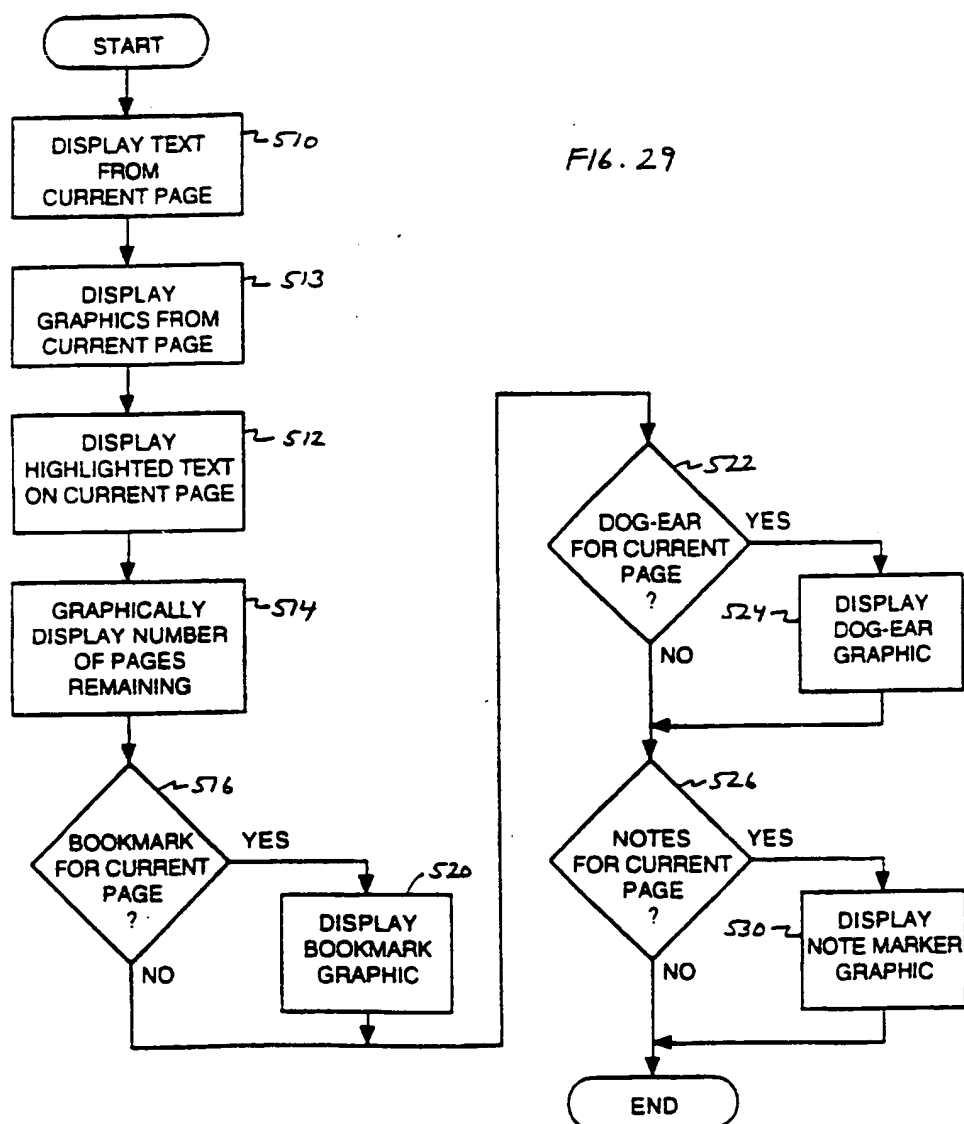 START
DISPLAY TEXT
FROM
CURRENT PAGE
510
FIG. 29
DISPLAY
GRAPHICS FROM
CURRENT PAGE
513
DISPLAY
HIGHLIGHTED TEXT
ON CURRENT PAGE
512
GRAPHICALLY
DISPLAY NUMBER
OF PAGES
REMAINING
514
BOOKMARK
FOR CURRENT
PAGE
?
516
YES
NO
520
DISPLAY
BOOKMARK
GRAPHIC
522
DOG-EAR
FOR CURRENT
PAGE
?
YES
NO
524
DISPLAY
DOG-EAR
GRAPHIC
526
NOTES
FOR CURRENT
PAGE
?
YES
NO
530
DISPLAY
NOTE MARKER
GRAPHIC
END